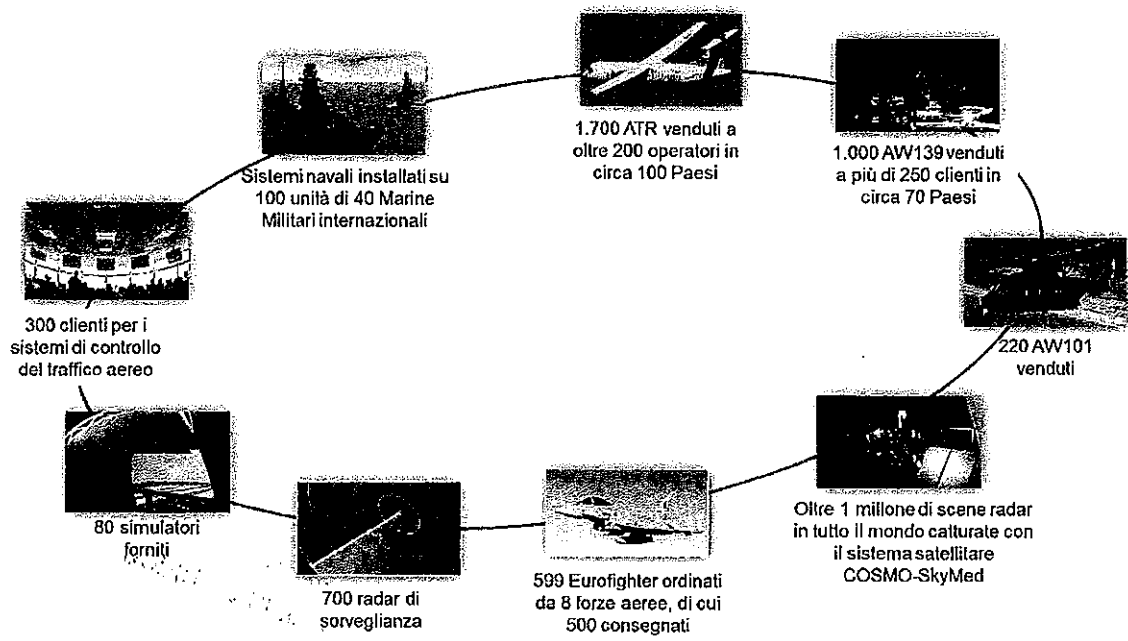 1.700 ATR venduti a
oltre 200 operatori in
circa 100 Paesi
1.000 AW139 venduti
a più di 250 clienti in
circa 70 Paesi
Sistemi navali installati su
100 unità di 40 Marine
Militari internazionali
220 AW101
venduti
300 clienti per i
sistemi di controllo
del traffico aereo
Oltre 1 milione di scene radar
in tutto il mondo catturate con
il sistema satellitare
COSMO-SkyMed
80 simulatori
forniti
700 radar di
sorveglianza
599 Eurofighter ordinati
da 8 forze aeree, di cui
500 consegnati